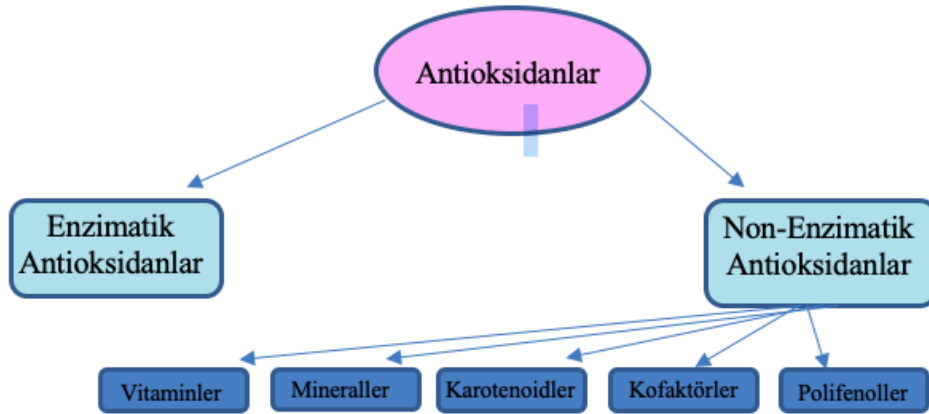 Antioksidanlar
Enzimatik
Antioksidanlar
Non-Enzimatik
Antioksidanlar
Vitaminler
Mineraller
Karotenoidler
Kofaktörler
Polifenoller